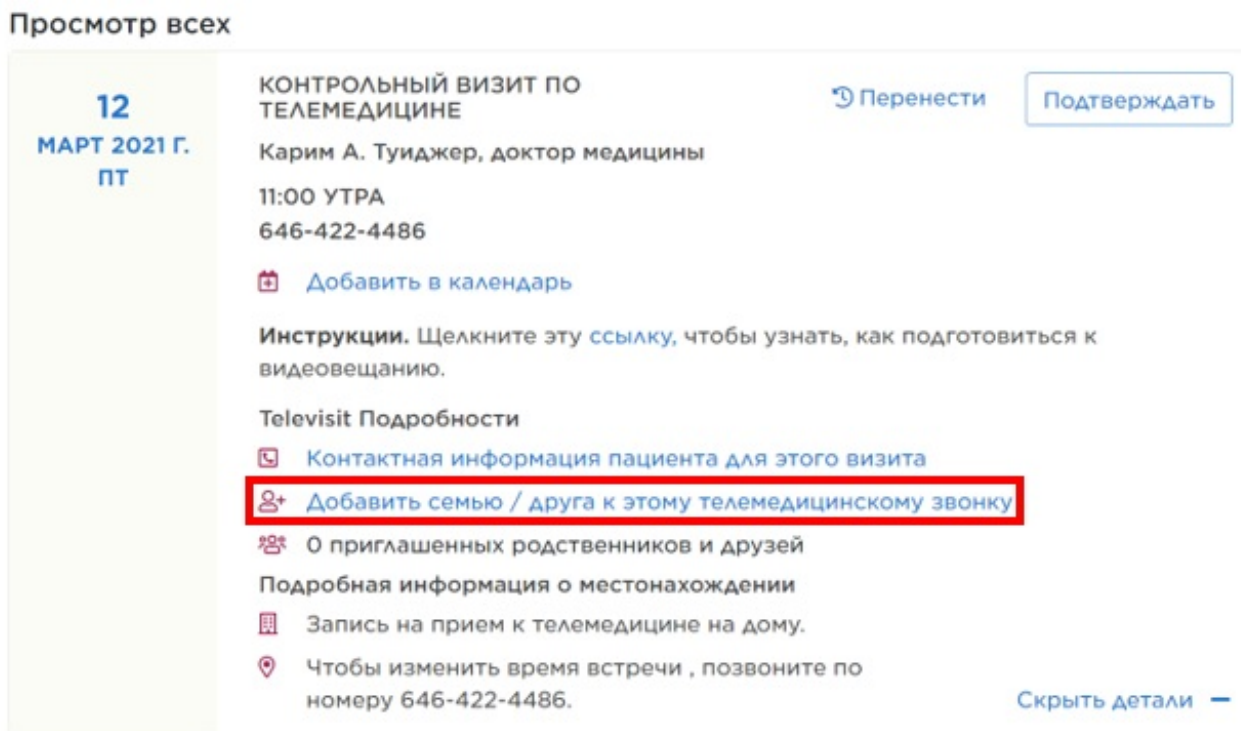 Просмотр всех
12
МАРТ 2021 Г.
ПТ
КОНТРОЛЬНЫЙ ВИЗИТ ПО
ТЕЛЕМЕДИЦИНЕ
Перенести
Подтверждать
Карим А. Туиджер, доктор медицины
11:00 УТРА
646-422-4486
Добавить в календарь
Инструкции. Щелкните эту ссылку, чтобы узнать, как подготовиться к
видеовещанию.
Televisit Подробности
Контактная информация пациента для этого визита
Добавить семью / друга к этому телемедицинскому звонку
0 приглашенных родственников и друзей
Подробная информация о местонахождении
Запись на прием к телемедицине на дому.
Чтобы изменить время встречи , позвоните по
номеру 646-422-4486.
Скрыть детали